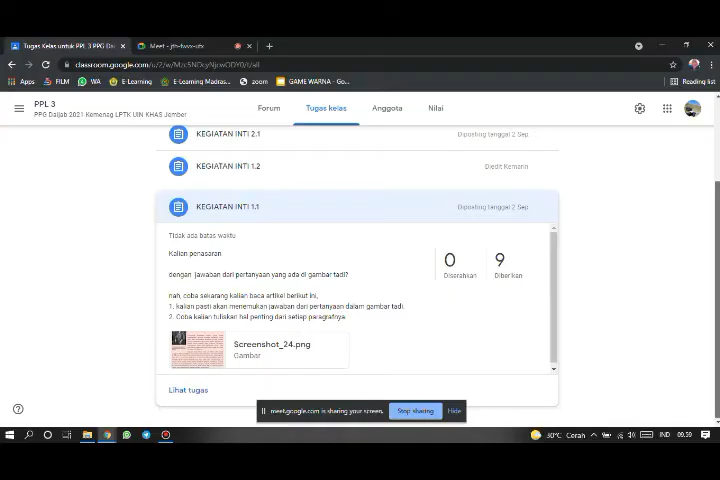 Tugas Kelas untuk PPL 3 PPG Dal
Meet - jth-fwxx-utx
Apps
FILM
WA
E-Learning
E-Learning Madras...
zoom
GAME WARNA - Go...
Reading list
PPL 3
PPG Daljab 2021 Kemenag LPTK UIN KHAS Jember
Forum
Tugas kelas
Anggota
Nilai
KEGIATAN INTI 2.1
Diposting tanggal 2 Sep
KEGIATAN INTI 1.2
Diedit Kemarin
KEGIATAN INTI 1.1
Diposting tanggal 2 Sep
Tidak ada batas waktu
Kalian penasaran
dengan jawaban dari pertanyaan yang ada di gambar tadi?
nah, coba sekarang kalian baca artikel berikut ini,
1. kalian pasti akan menemukan jawaban dari pertanyaan dalam gambar tadi.
2. Coba kalian tuliskan hal penting dari setiap paragrafnya.
0
Diserahkan
9
Diberikan
Screenshot_24.png
Gambar
Lihat tugas
meet.google.com is sharing your screen.
Stop sharing
Hide
30°C Cerah
IND
09.59